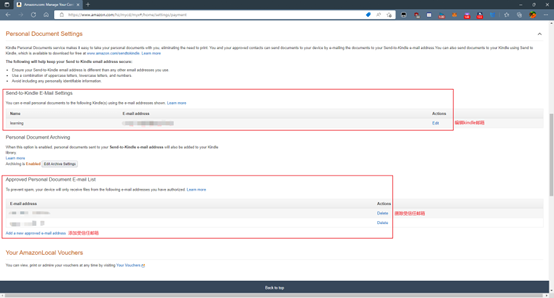 Amazon.com: Manage Your Con
https://www.amazon.com/hz/mycd/myx#/home/settings/payment
Personal Document Settings
Kindle Personal Documents service makes it easy to take your personal documents with you, eliminating the need to print. You and your approved contacts can send documents to your device by e-mailing the documents to your Send-to-Kindle e-mail address. You can also send documents to your Kindle using Send to
Kindle, which is available to download for free at www.amazon.com/sendtokindle. Learn more
The following will help keep your Send to Kindle email address secure:
Ensure your Send-to-Kindle email address is different than any other email addresses you use.
Use a combination of uppercase letters, lowercase letters, and numbers.
Avoid including any personally identifiable information.
Send-to-Kindle E-Mail Settings
You can e-mail personal documents to the following Kindle(s) using the e-mail addresses shown. Learn more
Name E-mail address Actions
learning Edit 编辑kindle邮箱
Personal Document Archiving
When this option is enabled, personal documents sent to your Send-to-Kindle e-mail address will also be added to your Kindle
library.
Learn more
Archiving is Enabled Edit Archive Settings
Approved Personal Document E-mail List
To prevent spam, your device will only receive files from the following e-mail addresses you have authorized. Learn more
E-mail address Actions
Delete 删除受信任邮箱
Delete
Add a new approved e-mail address 添加受信任邮箱
Your AmazonLocal Vouchers
You can view, print or admire your vouchers at any time by visiting Your Vouchers
Back to top